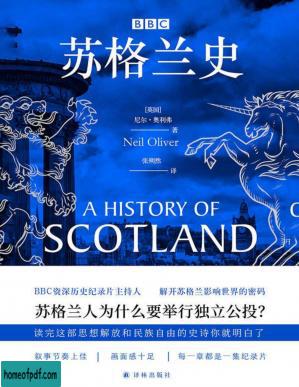 BBC
苏格兰史
[英国]
尼尔·奥利弗
著
Neil Oliver
张朔然
译
A HISTORY OF
SCOTLAND
BBC资深历史纪录片主持人 解开苏格兰影响世界的密码
苏格兰人为什么要举行独立公投?
读完这部思想解放和民族自由的史诗你就明白了
叙事节奏上佳 画面感十足 每一章都是一集纪录片
译林出版社
www.homeofpdf.com